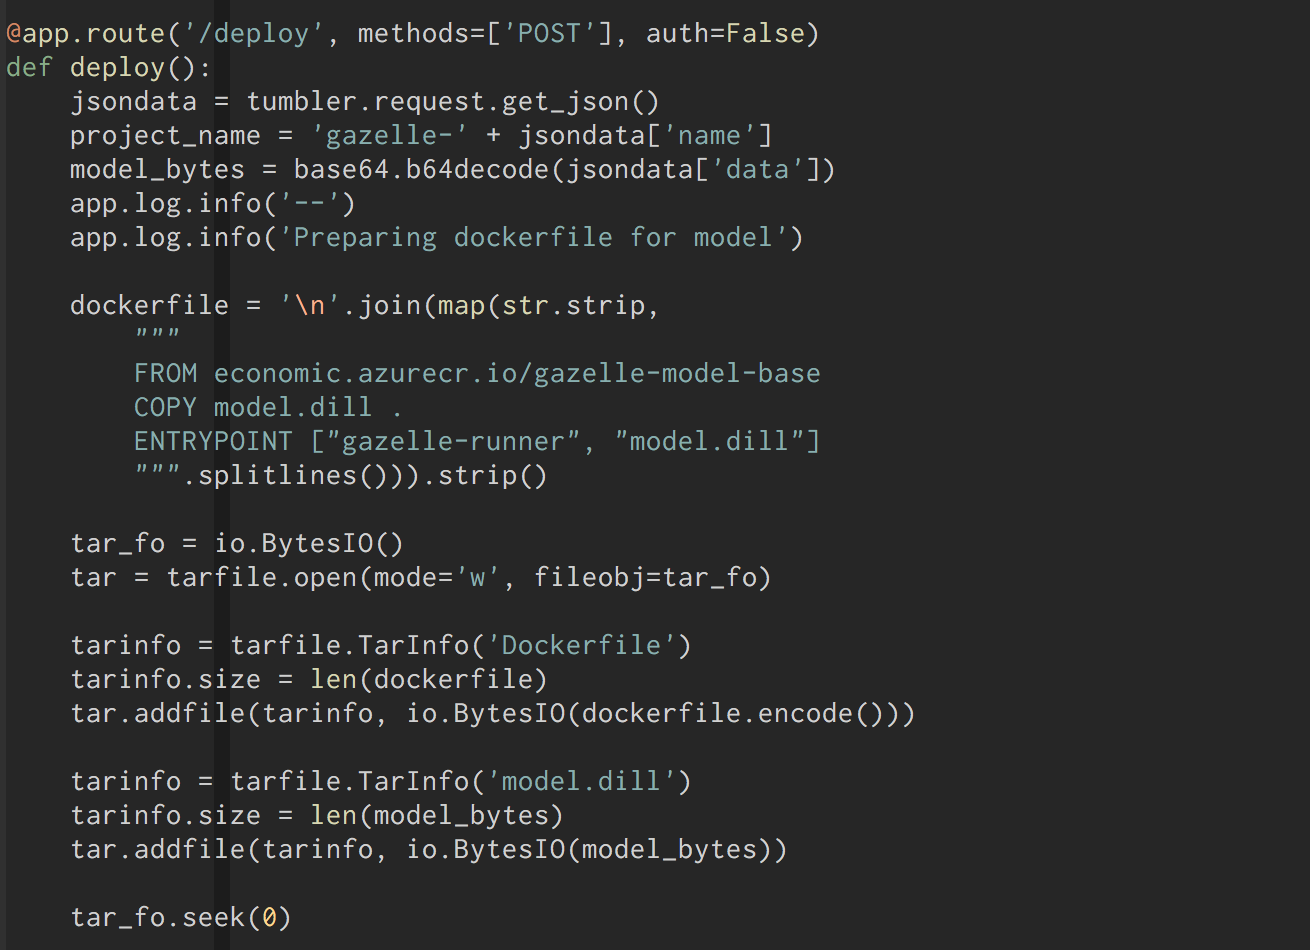 @app.route('/deploy', methods=['POST'], auth=False)
def deploy():
    jsondata = tumbler.request.get_json()
    project_name = 'gazelle-' + jsondata['name']
    model_bytes = base64.b64decode(jsondata['data'])
    app.log.info('--')
    app.log.info('Preparing dockerfile for model')

    dockerfile = '\n'.join(map(str.strip,
        """
        FROM economic.azurecr.io/gazelle-model-base
        COPY model.dill .
        ENTRYPOINT ["gazelle-runner", "model.dill"]
        """.splitlines())).strip()

    tar_fo = io.BytesIO()
    tar = tarfile.open(mode='w', fileobj=tar_fo)

    tarinfo = tarfile.TarInfo('Dockerfile')
    tarinfo.size = len(dockerfile)
    tar.addfile(tarinfo, io.BytesIO(dockerfile.encode()))

    tarinfo = tarfile.TarInfo('model.dill')
    tarinfo.size = len(model_bytes)
    tar.addfile(tarinfo, io.BytesIO(model_bytes))

    tar_fo.seek(0)